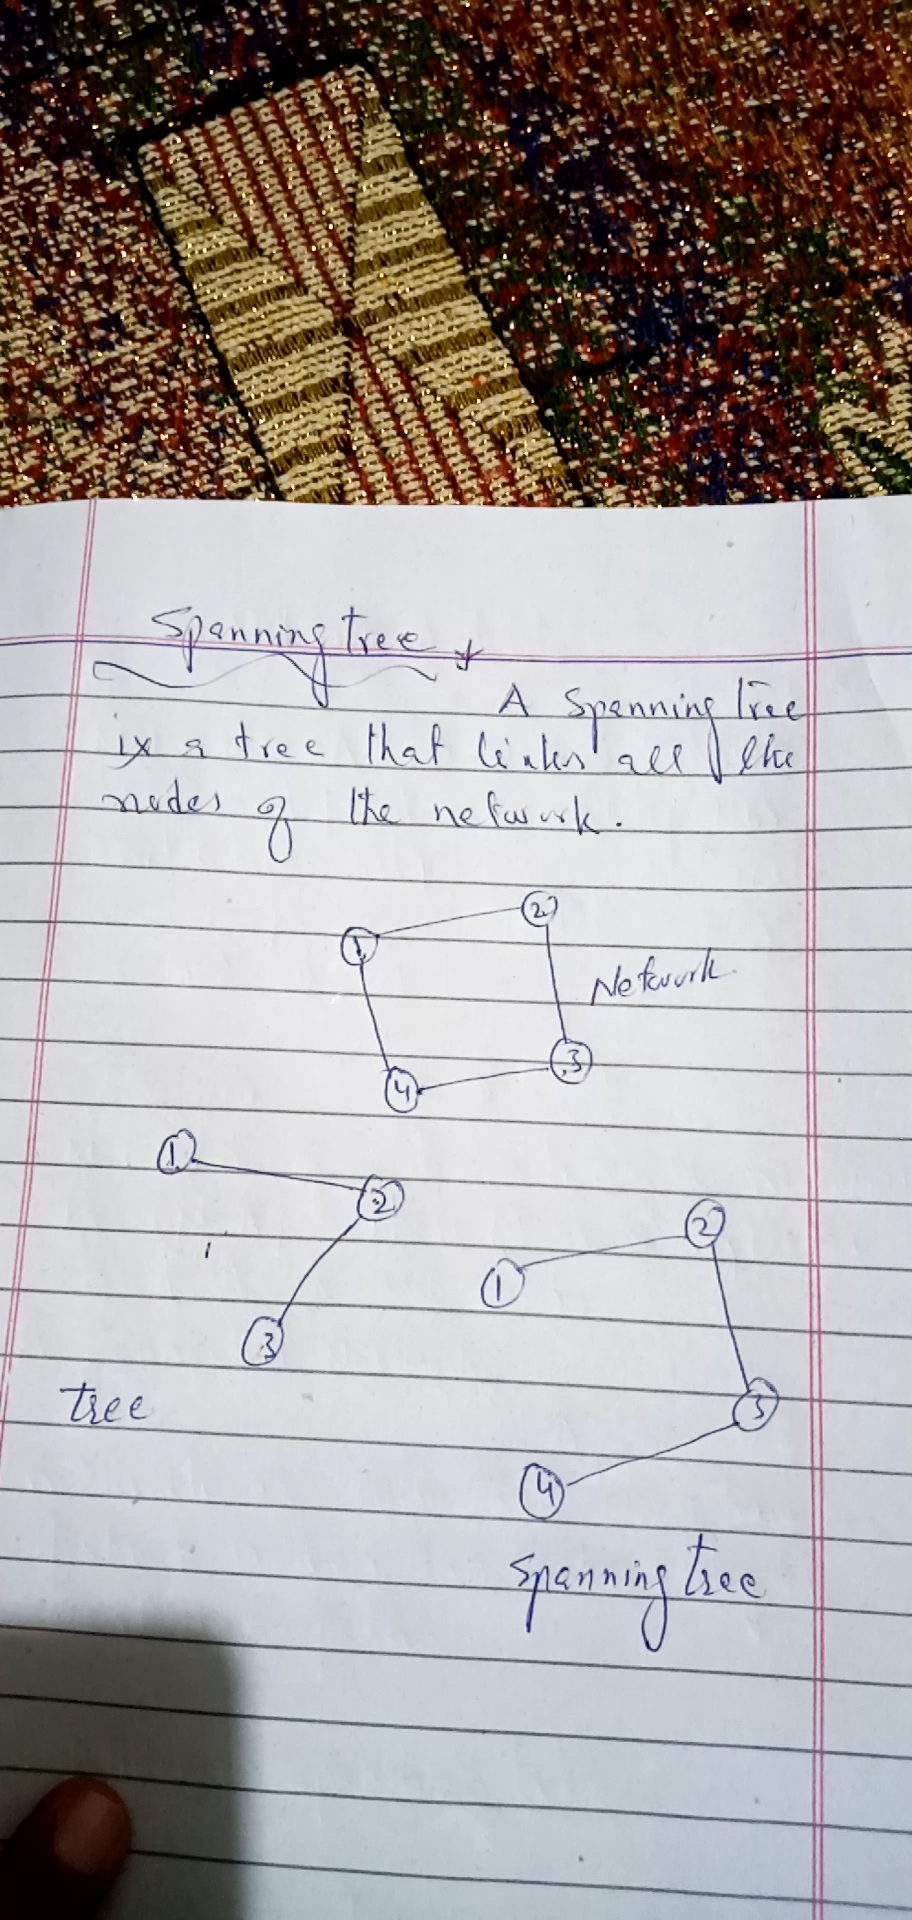 Spanning tree
A spanning tree
is a tree that links all the
nodes of the network.
1
2
Network
3
4
1
2
3
tree
2
1
3
4
Spanning tree